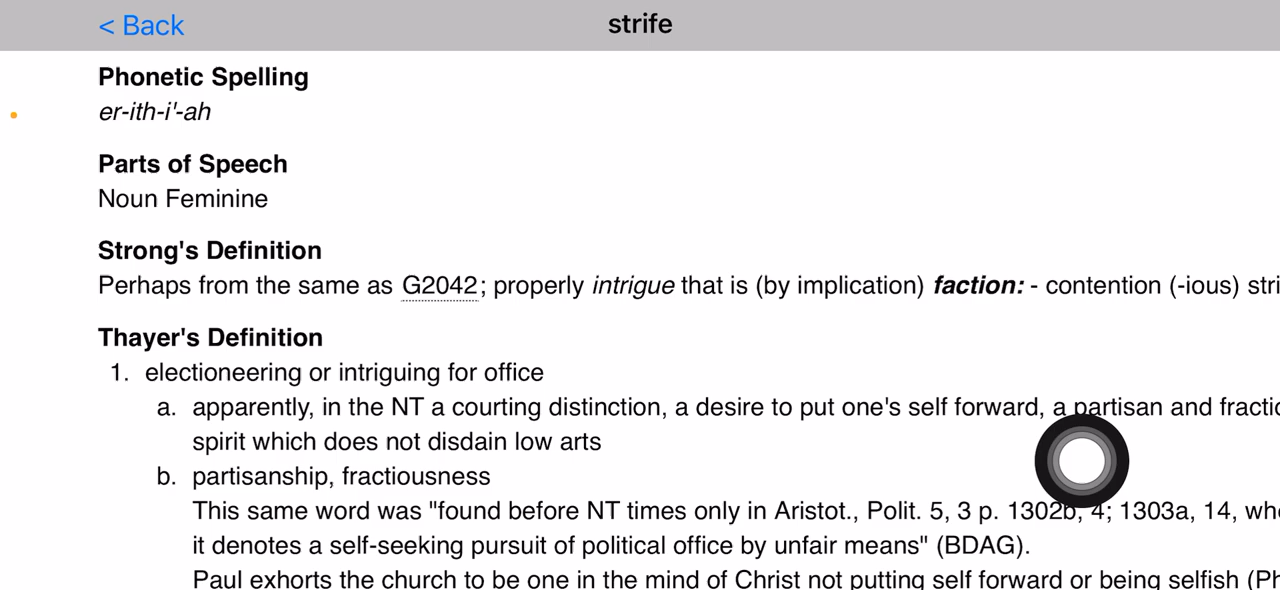 < Back
strife
Phonetic Spelling
er-ith-i'-ah
Parts of Speech
Noun Feminine
Strong's Definition
Perhaps from the same as G2042; properly intrigue that is (by implication) faction: - contention (-ious)
Thayer's Definition
1. electioneering or intriguing for office
a. apparently, in the NT a courting distinction, a desire to put one's self forward, a partisan and
spirit which does not disdain low arts
b. partisanship, fractiousness
This same word was "found before NT times only in Aristot., Polit. 5, 3 p. 1302b, 4; 1303a, 14,
it denotes a self-seeking pursuit of political office by unfair means" (BDAG).
Paul exhorts the church to be one in the mind of Christ not putting self forward or being selfish